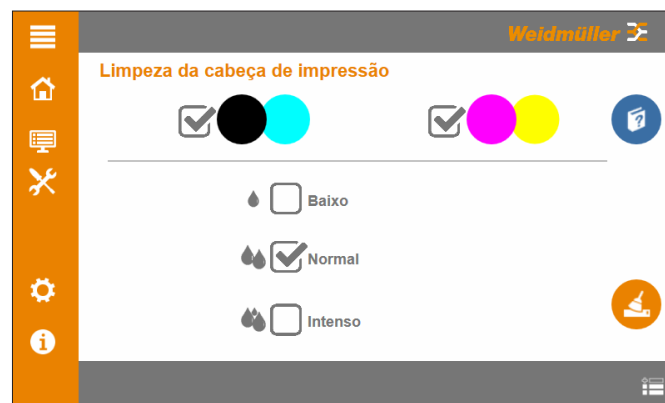 Weidmüller
Limpeza da cabeça de impressão
Baixo
Normal
Intenso